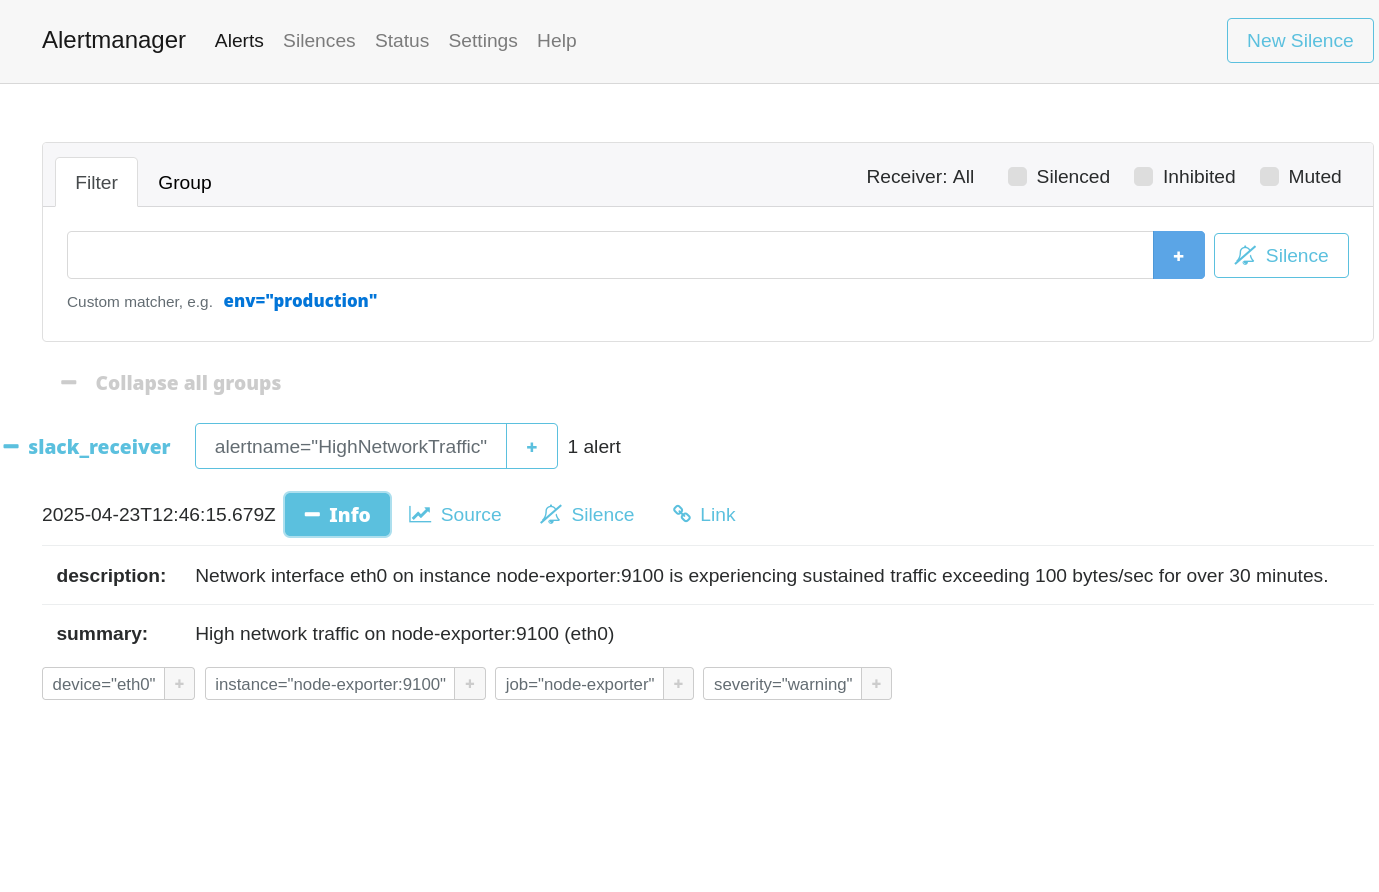 Alertmanager Alerts Silences Status Settings Help New Silence
Filter Group Receiver: All Silenced Inhibited Muted
+ Silence
Custom matcher, e.g. env="production"
Collapse all groups
slack_receiver alertname="HighNetworkTraffic" + 1 alert
2025-04-23T12:46:15.679Z Info Source Silence Link
description: Network interface eth0 on instance node-exporter:9100 is experiencing sustained traffic exceeding 100 bytes/sec for over 30 minutes.
summary: High network traffic on node-exporter:9100 (eth0)
device="eth0" + instance="node-exporter:9100" + job="node-exporter" + severity="warning" +